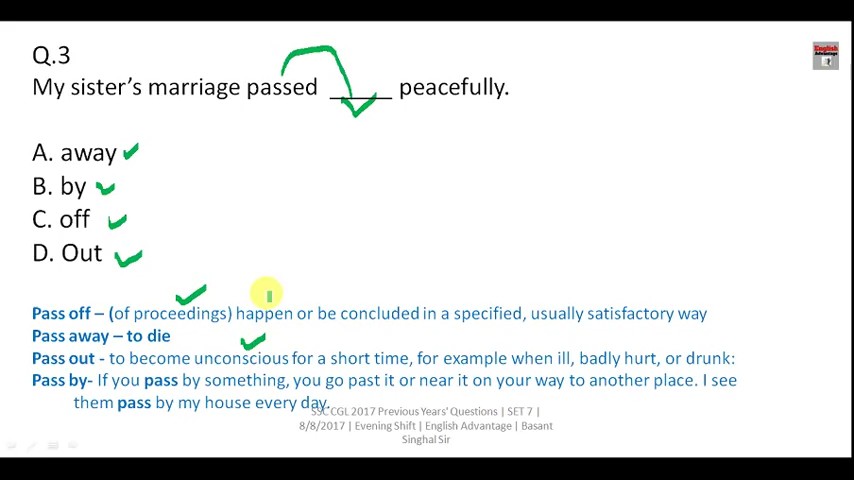 Q.3
English
Advantage
My sister's marriage passed _____ peacefully.
A. away
B. by
C. off
D. Out
Pass off – (of proceedings) happen or be concluded in a specified, usually satisfactory way
Pass away – to die
Pass out - to become unconscious for a short time, for example when ill, badly hurt, or drunk:
Pass by- If you pass by something, you go past it or near it on your way to another place. I see
them pass by my house every day.
SSC CGL 2017 Previous Years' Questions | SET 7 |
8/8/2017 | Evening Shift | English Advantage | Basant
Singhal Sir